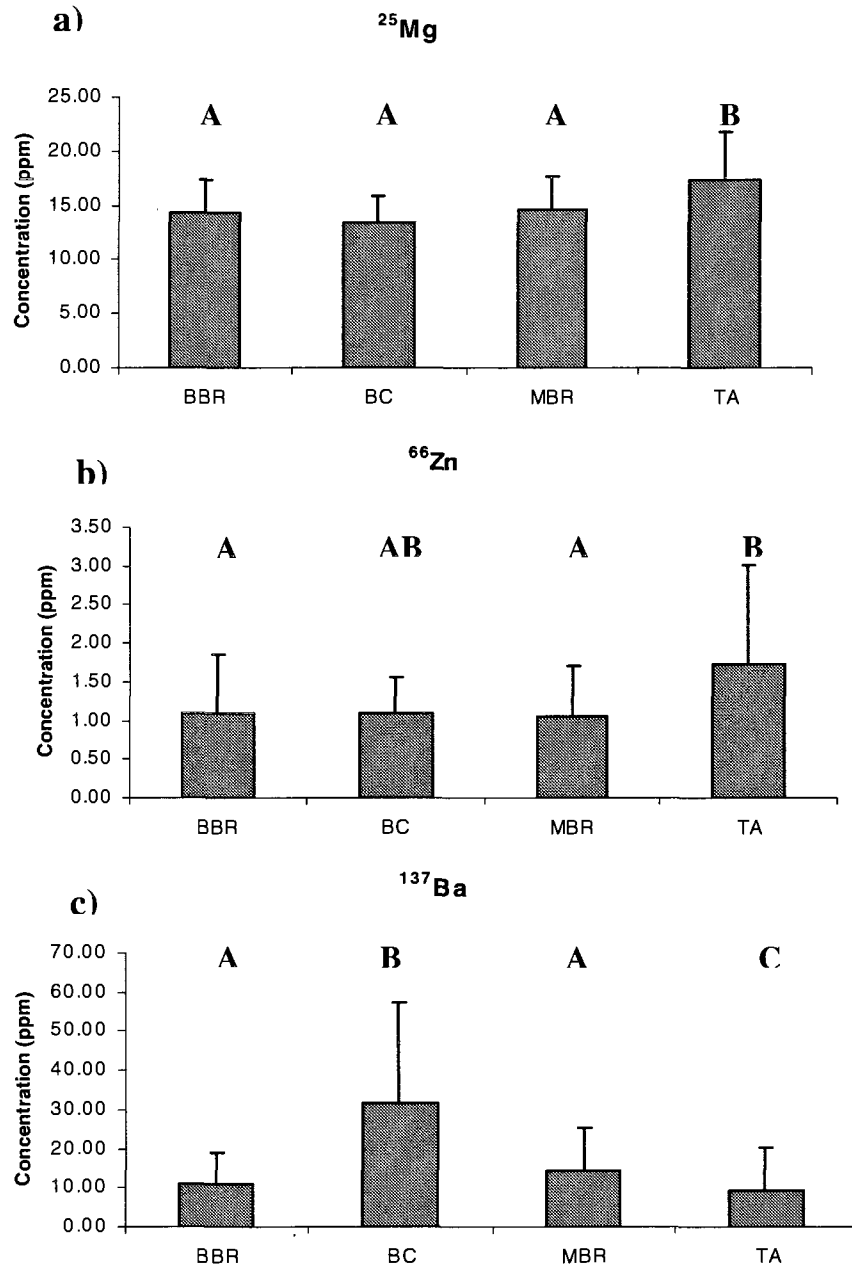 a)
²⁵Mg
Concentration (ppm)
25.00
20.00
15.00
10.00
5.00
0.00
A A A B
BBR BC MBR TA
b)
⁶⁶Zn
Concentration (ppm)
3.50
3.00
2.50
2.00
1.50
1.00
0.50
0.00
A AB A B
BBR BC MBR TA
c)
¹³⁷Ba
Concentration (ppm)
70.00
60.00
50.00
40.00
30.00
20.00
10.00
0.00
A B A C
BBR BC MBR TA